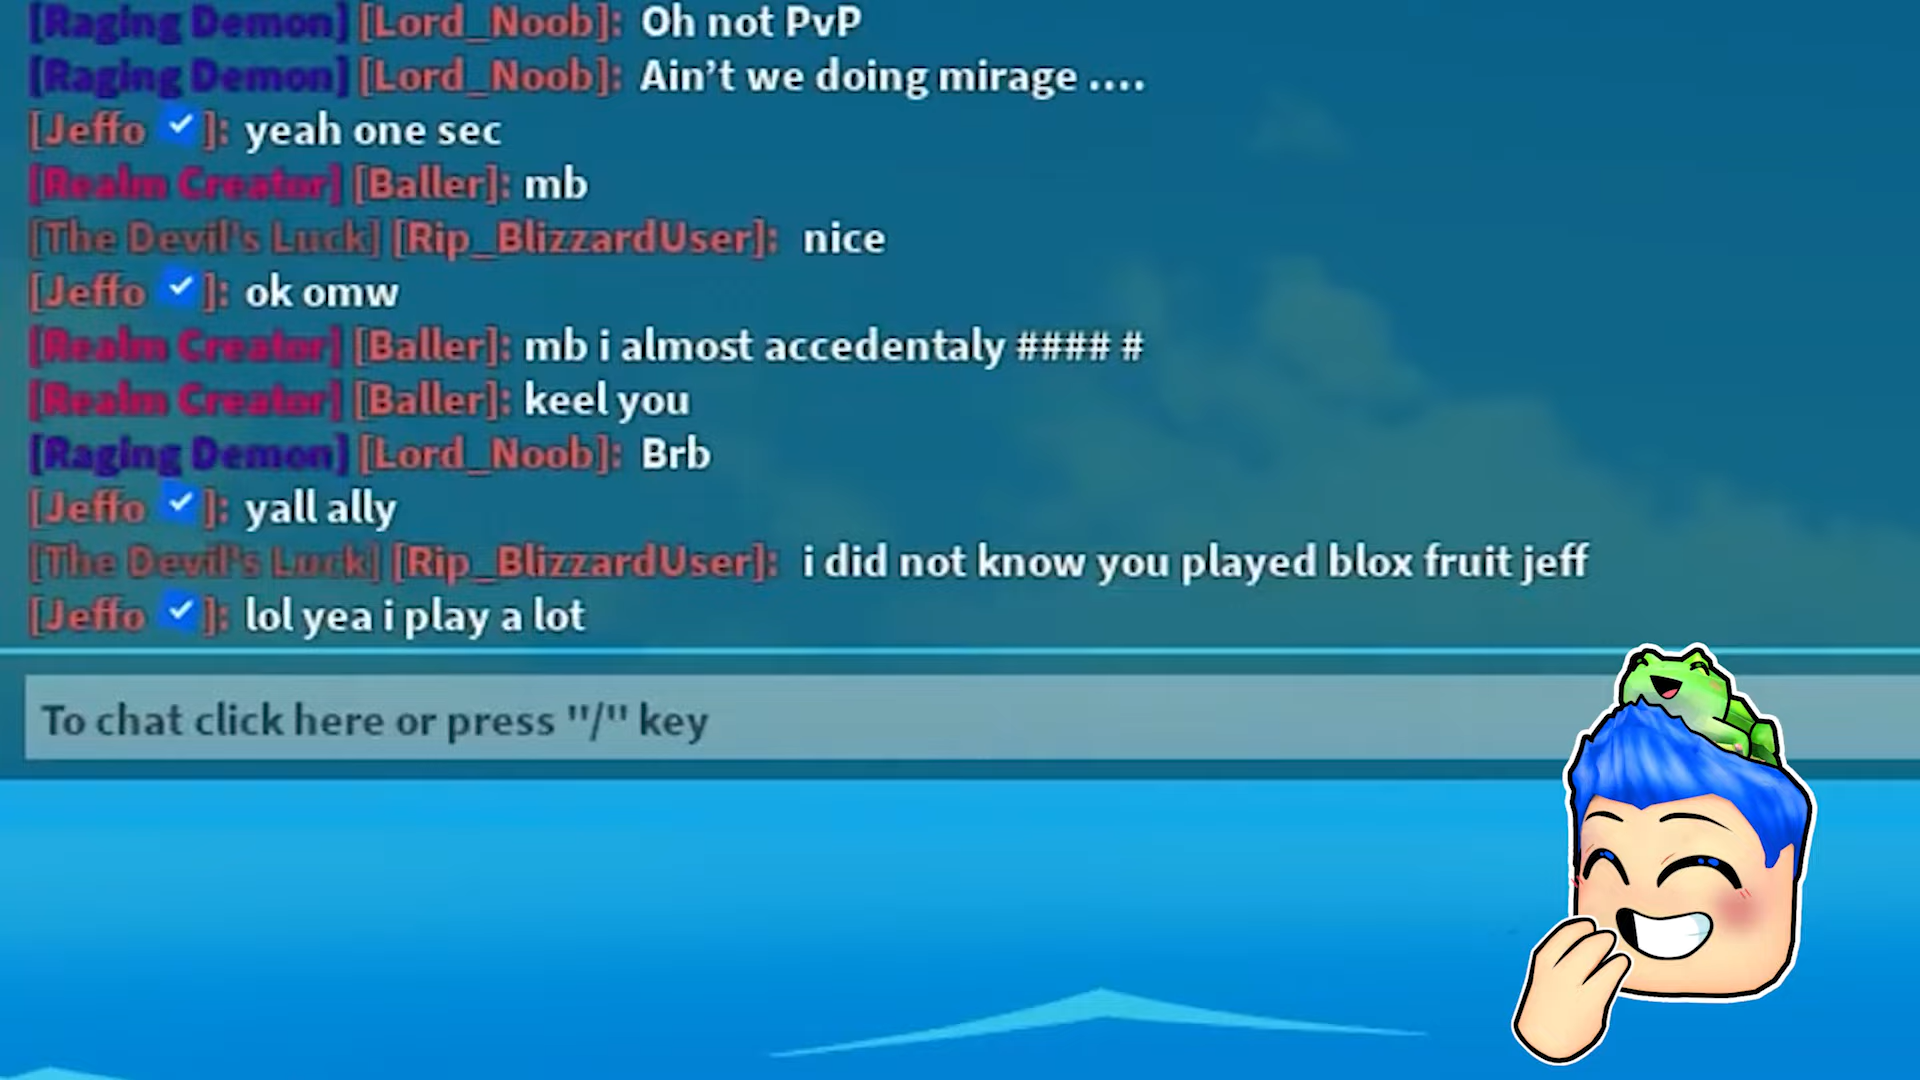 [Raging Demon] [Lord_Noob]: Oh not PvP
[Raging Demon] [Lord_Noob]: Ain’t we doing mirage ....
[Jeffo ]: yeah one sec
[Realm Creator] [Baller]: mb
[The Devil's Luck] [Rip_BlizzardUser]: nice
[Jeffo ]: ok omw
[Realm Creator] [Baller]: mb i almost accedentaly #### #
[Realm Creator] [Baller]: keel you
[Raging Demon] [Lord_Noob]: Brb
[Jeffo ]: yall ally
[The Devil's Luck] [Rip_BlizzardUser]: i did not know you played blox fruit jeff
[Jeffo ]: lol yea i play a lot
To chat click here or press "/" key